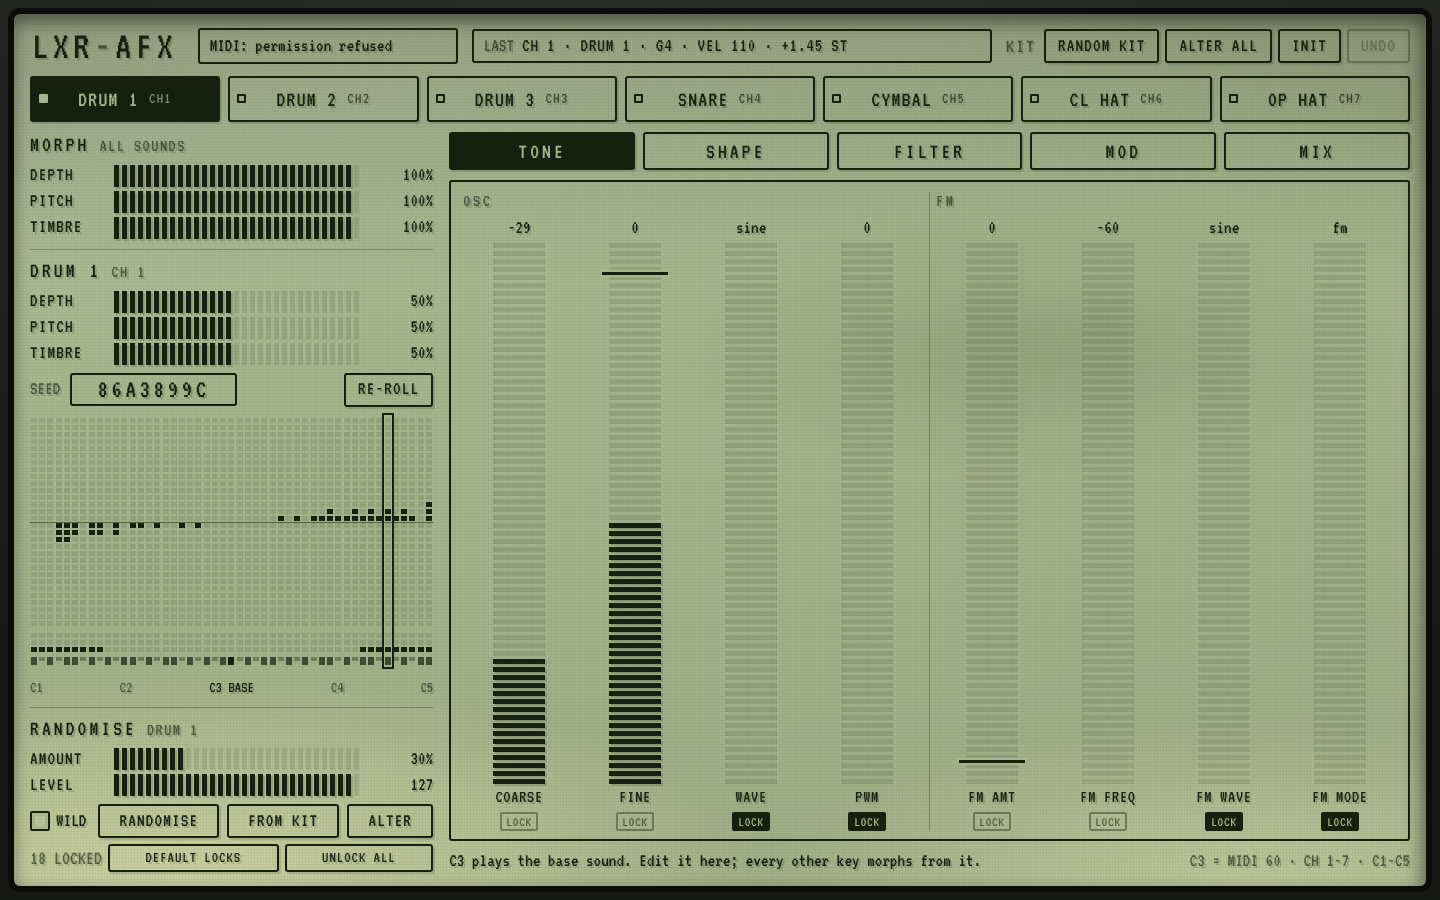 LXR-AFX
MIDI: permission refused
LAST CH 1 · DRUM 1 · G4 · VEL 110 · +1.45 ST
KIT RANDOM KIT ALTER ALL INIT UNDO
DRUM 1 CH1
DRUM 2 CH2
DRUM 3 CH3
SNARE CH4
CYMBAL CH5
CL HAT CH6
OP HAT CH7
MORPH ALL SOUNDS
DEPTH 100%
PITCH 100%
TIMBRE 100%
DRUM 1 CH 1
DEPTH 50%
PITCH 50%
TIMBRE 50%
SEED 86A3899C RE-ROLL
C1 C2 C3 BASE C4 C5
RANDOMISE DRUM 1
AMOUNT 30%
LEVEL 127
WILD RANDOMISE FROM KIT ALTER
18 LOCKED DEFAULT LOCKS UNLOCK ALL
TONE SHAPE FILTER MOD MIX
OSC FM
-29 0 sine 0 0 -60 sine fm
COARSE FINE WAVE PWM FM AMT FM FREQ FM WAVE FM MODE
LOCK LOCK LOCK LOCK LOCK LOCK LOCK LOCK
C3 plays the base sound. Edit it here; every other key morphs from it.
C3 = MIDI 60 · CH 1-7 · C1-C5